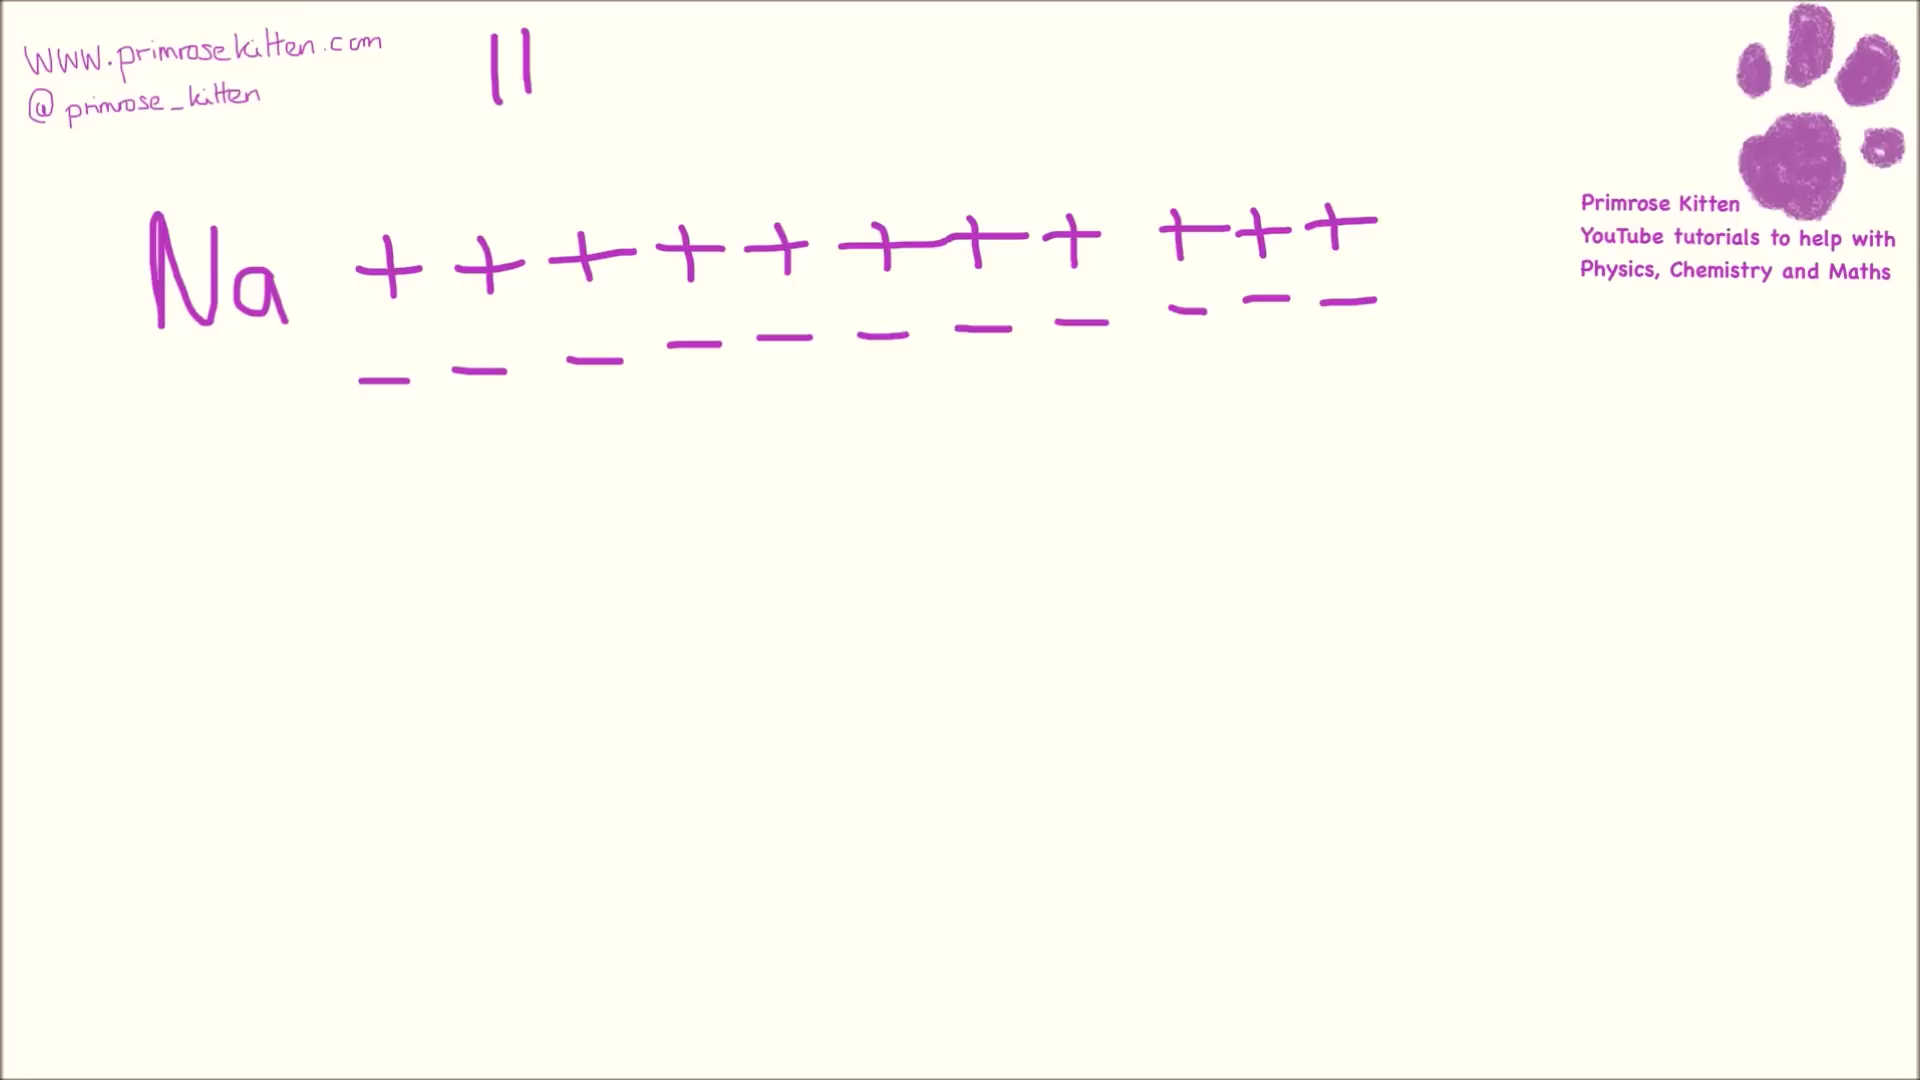 www.primrosekitten.com
@primrose_kitten
11
Na + + + + + + + + + + +
- - - - - - - - - - -
Primrose Kitten
YouTube tutorials to help with
Physics, Chemistry and Maths